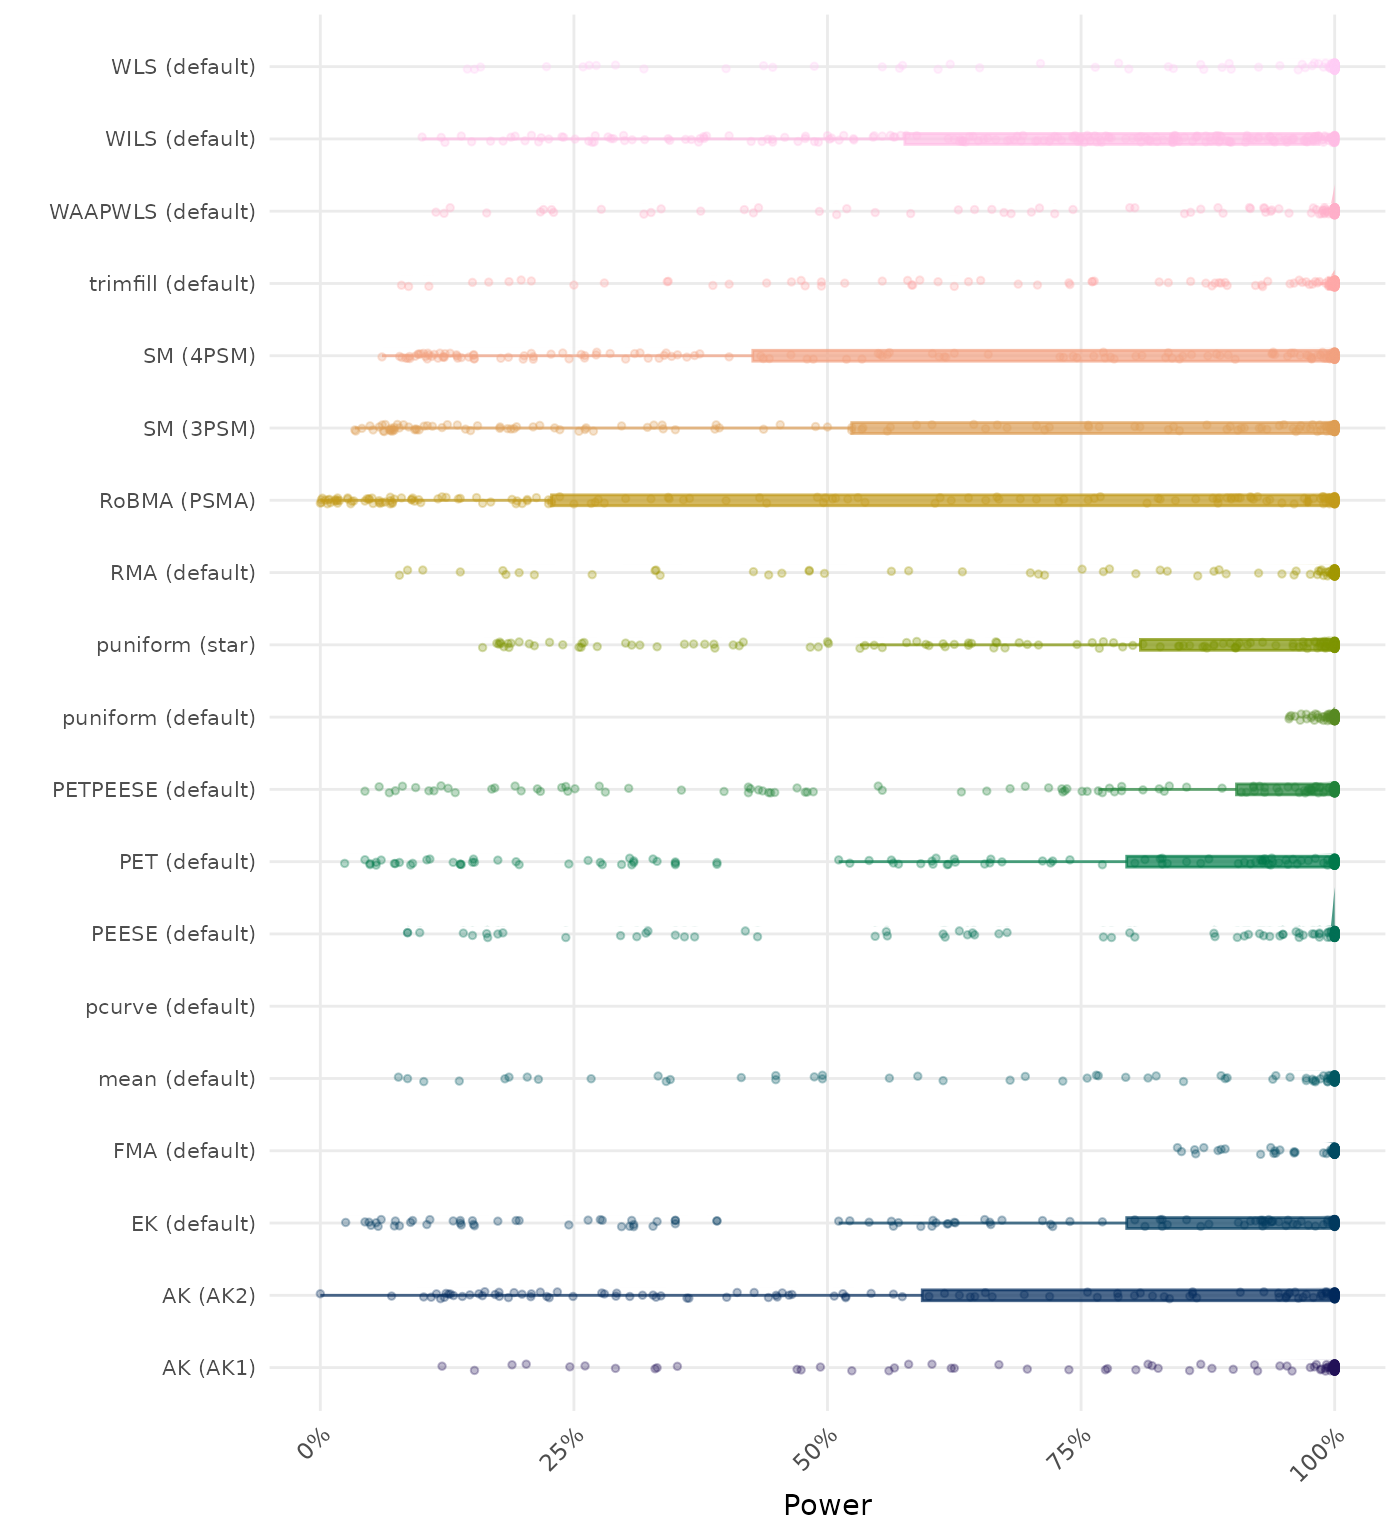 WLS (default)
WILS (default)
WAAPWLS (default)
trimfill (default)
SM (4PSM)
SM (3PSM)
RoBMA (PSMA)
RMA (default)
puniform (star)
puniform (default)
PETPEESE (default)
PET (default)
PEESE (default)
pcurve (default)
mean (default)
FMA (default)
EK (default)
AK (AK2)
AK (AK1)
0%
25%
50%
75%
100%
Power